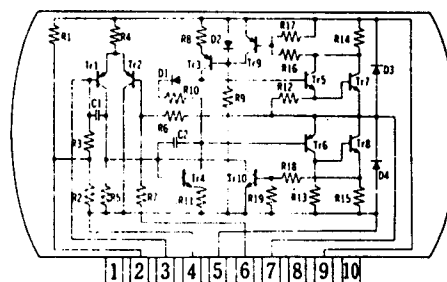 R1 R4 R8 D2 Tr9 R17 R14
Tr1 Tr2 Tr3 R16 D3
D1 Tr5 Tr7
C1 R10 R9 R12
R6
R3 C2 Tr6 Tr8
R18 D4
Tr4 Tr10
R2 R5 R7 R11 R19 R13 R15
1 2 3 4 5 6 7 8 9 10